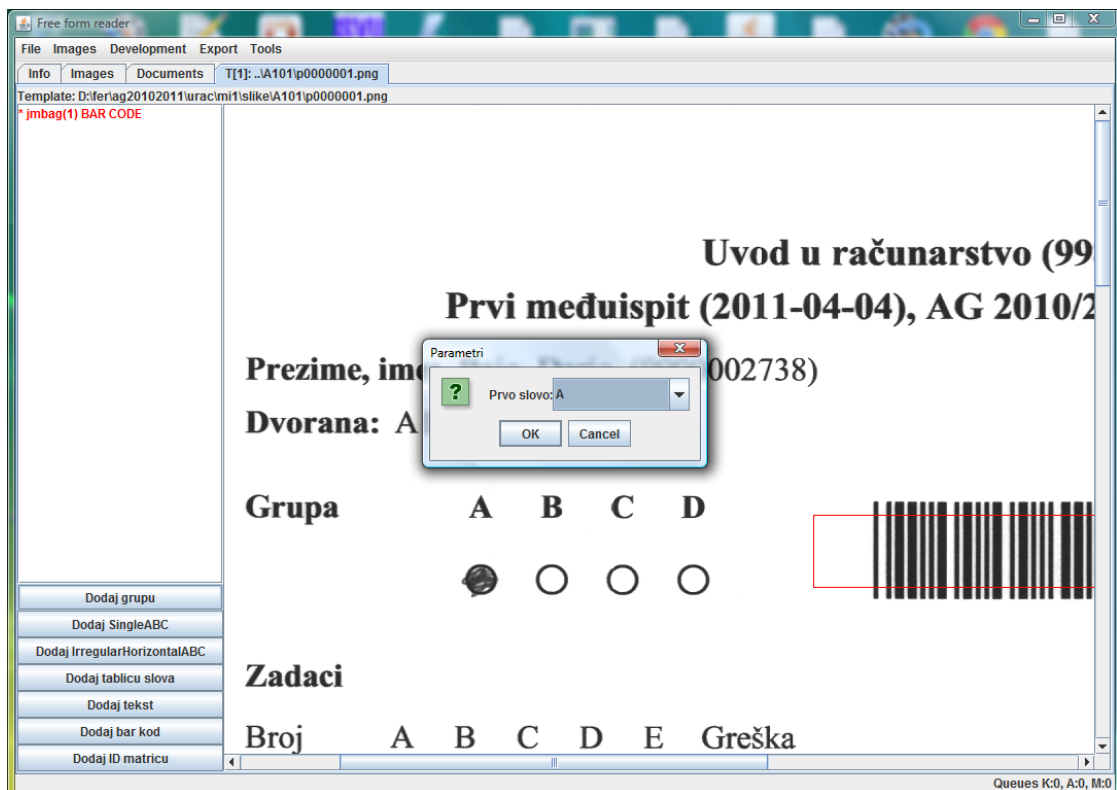 Free form reader
File Images Development Export Tools
Info Images Documents T[1]: ..\A101\p0000001.png
Template: D:\fer\ag20102011\urac\mi1\slike\A101\p0000001.png
* jmbag(1) BAR CODE
Uvod u računarstvo (99
Prvi međuispit (2011-04-04), AG 2010/2
Prezime, ime 002738)
Dvorana: A
Parametri
Prvo slovo: A
OK Cancel
Grupa A B C D
Zadaci
Broj A B C D E Greška
Dodaj grupu
Dodaj SingleABC
Dodaj IrregularHorizontalABC
Dodaj tablicu slova
Dodaj tekst
Dodaj bar kod
Dodaj ID matricu
Queues K:0, A:0, M:0